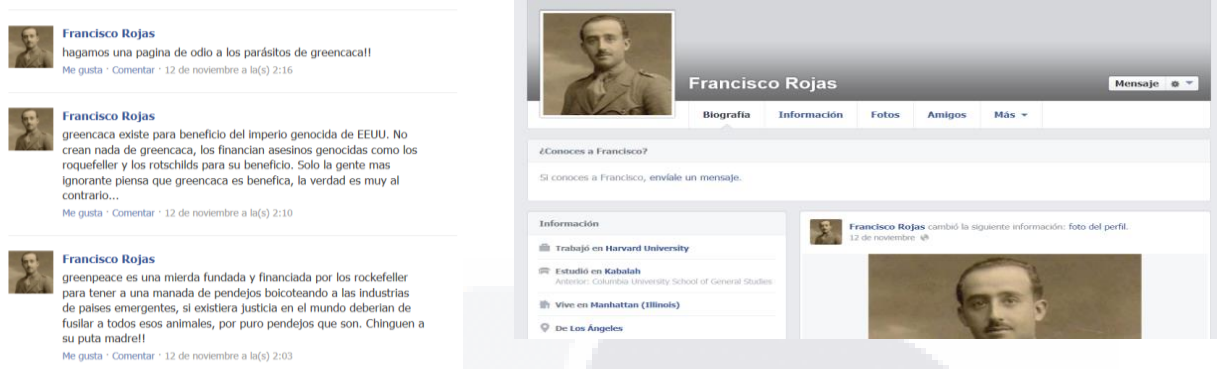 Francisco Rojas
hagamos una pagina de odio a los parásitos de greencaca!!
Me gusta · Comentar · 12 de noviembre a la(s) 2:16
Francisco Rojas
greencaca existe para beneficio del imperio genocida de EEUU. No
crean nada de greencaca, los financian asesinos genocidas como los
roquefeller y los rotschilds para su beneficio. Solo la gente mas
ignorante piensa que greencaca es benefica, la verdad es muy al
contrario...
Me gusta · Comentar · 12 de noviembre a la(s) 2:10
Francisco Rojas
greenpeace es una mierda fundada y financiada por los rockefeller
para tener a una manada de pendejos boicoteando a las industrias
de paises emergentes, si existiera justicia en el mundo deberian de
fusilar a todos esos animales, por puro pendejos que son. Chinguen a
su puta madre!!
Me gusta · Comentar · 12 de noviembre a la(s) 2:03
Francisco Rojas
Mensaje
Biografía Información Fotos Amigos Más
¿Conoces a Francisco?
Si conoces a Francisco, envíale un mensaje.
Información
Trabajó en Harvard University
Estudió en Kabalah
Anterior: Columbia University School of General Studies
Vive en Manhattan (Illinois)
De Los Ángeles
Francisco Rojas cambió la siguiente información: foto del perfil.
12 de noviembre